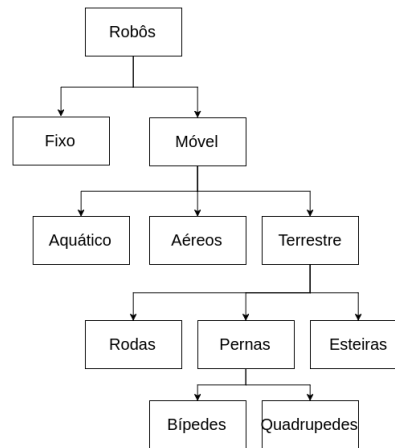 Robôs
Fixo
Móvel
Aquático
Aéreos
Terrestre
Rodas
Pernas
Esteiras
Bípedes
Quadrupedes